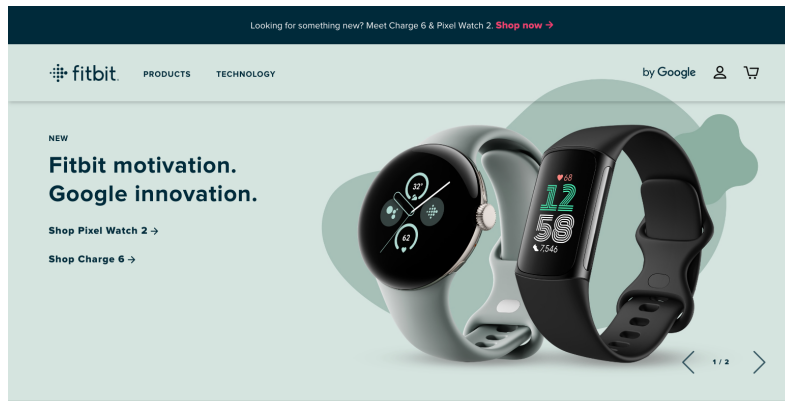 Looking for something new? Meet Charge 6 & Pixel Watch 2. Shop now →
fitbit.
PRODUCTS
TECHNOLOGY
by Google
NEW
Fitbit motivation.
Google innovation.
Shop Pixel Watch 2 →
Shop Charge 6 →
32°
62
68
12
58
7,546
1 / 2